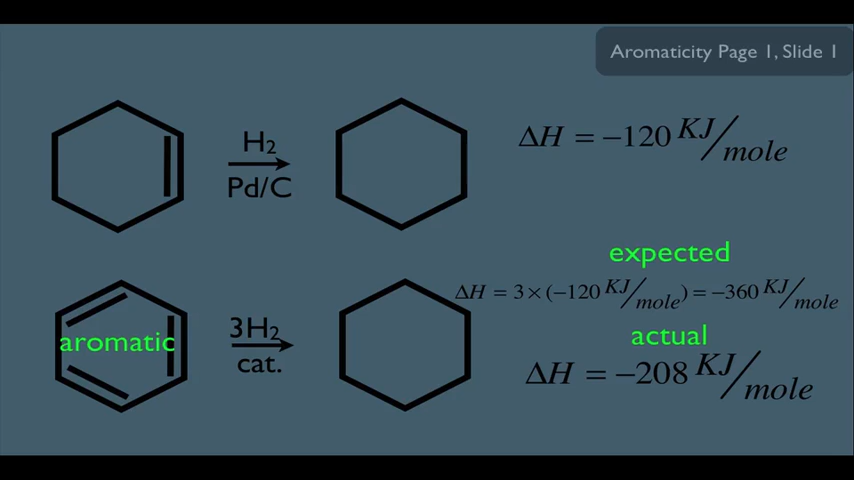 Aromaticity Page 1, Slide 1
H₂
Pd/C
ΔH = −120 KJ/mole
expected
ΔH = 3 × (−120 KJ/mole) = −360 KJ/mole
aromatic
3H₂
cat.
actual
ΔH = −208 KJ/mole